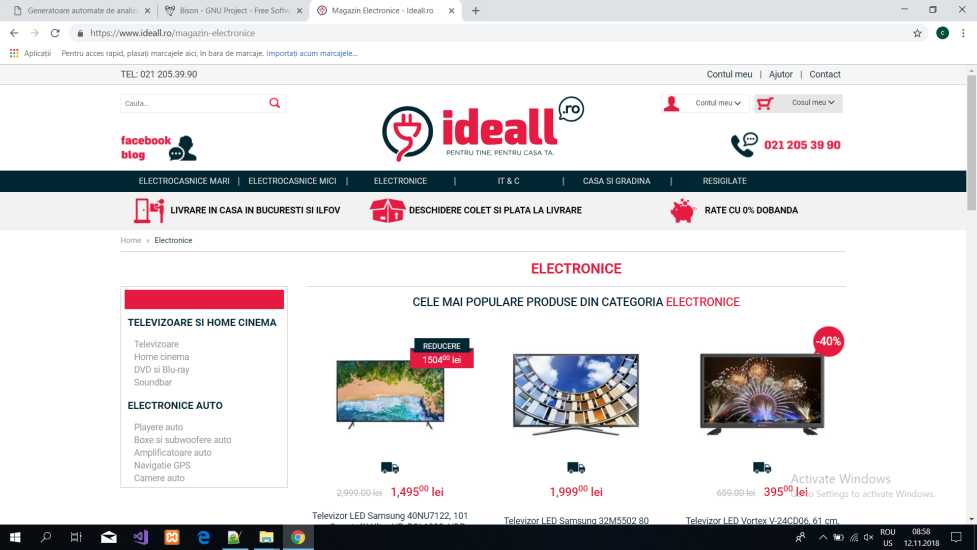 Generatoare automate de analiz
Bison - GNU Project - Free Softw
Magazin Electronice - Ideall.ro
https://www.ideall.ro/magazin-electronice
c
Aplicații
Pentru acces rapid, plasați marcajele aici, în bara de marcaje. Importați acum marcajele...
TEL: 021 205.39.90
Contul meu | Ajutor | Contact
Cauta...
ideall .ro
PENTRU TINE. PENTRU CASA TA.
Contul meu
Cosul meu
facebook
blog
021 205 39 90
ELECTROCASNICE MARI | ELECTROCASNICE MICI | ELECTRONICE | IT & C | CASA SI GRADINA | RESIGILATE
LIVRARE IN CASA IN BUCURESTI SI ILFOV
DESCHIDERE COLET SI PLATA LA LIVRARE
RATE CU 0% DOBANDA
Home » Electronice
ELECTRONICE
CELE MAI POPULARE PRODUSE DIN CATEGORIA ELECTRONICE
TELEVIZOARE SI HOME CINEMA
Televizoare
Home cinema
DVD si Blu-ray
Soundbar
ELECTRONICE AUTO
Playere auto
Boxe si subwoofere auto
Amplificatoare auto
Navigatie GPS
Camere auto
REDUCERE
1504⁰⁰ lei
2,999.00 lei 1,495⁰⁰ lei
Televizor LED Samsung 40NU7122, 101
1,999⁰⁰ lei
Televizor LED Samsung 32M5502 80
-40%
659.00 lei 395⁰⁰ lei
Televizor LED Vortex V-24CD06, 61 cm,
Activate Windows
Go to Settings to activate Windows.
ROU
US
08:58
12.11.2018